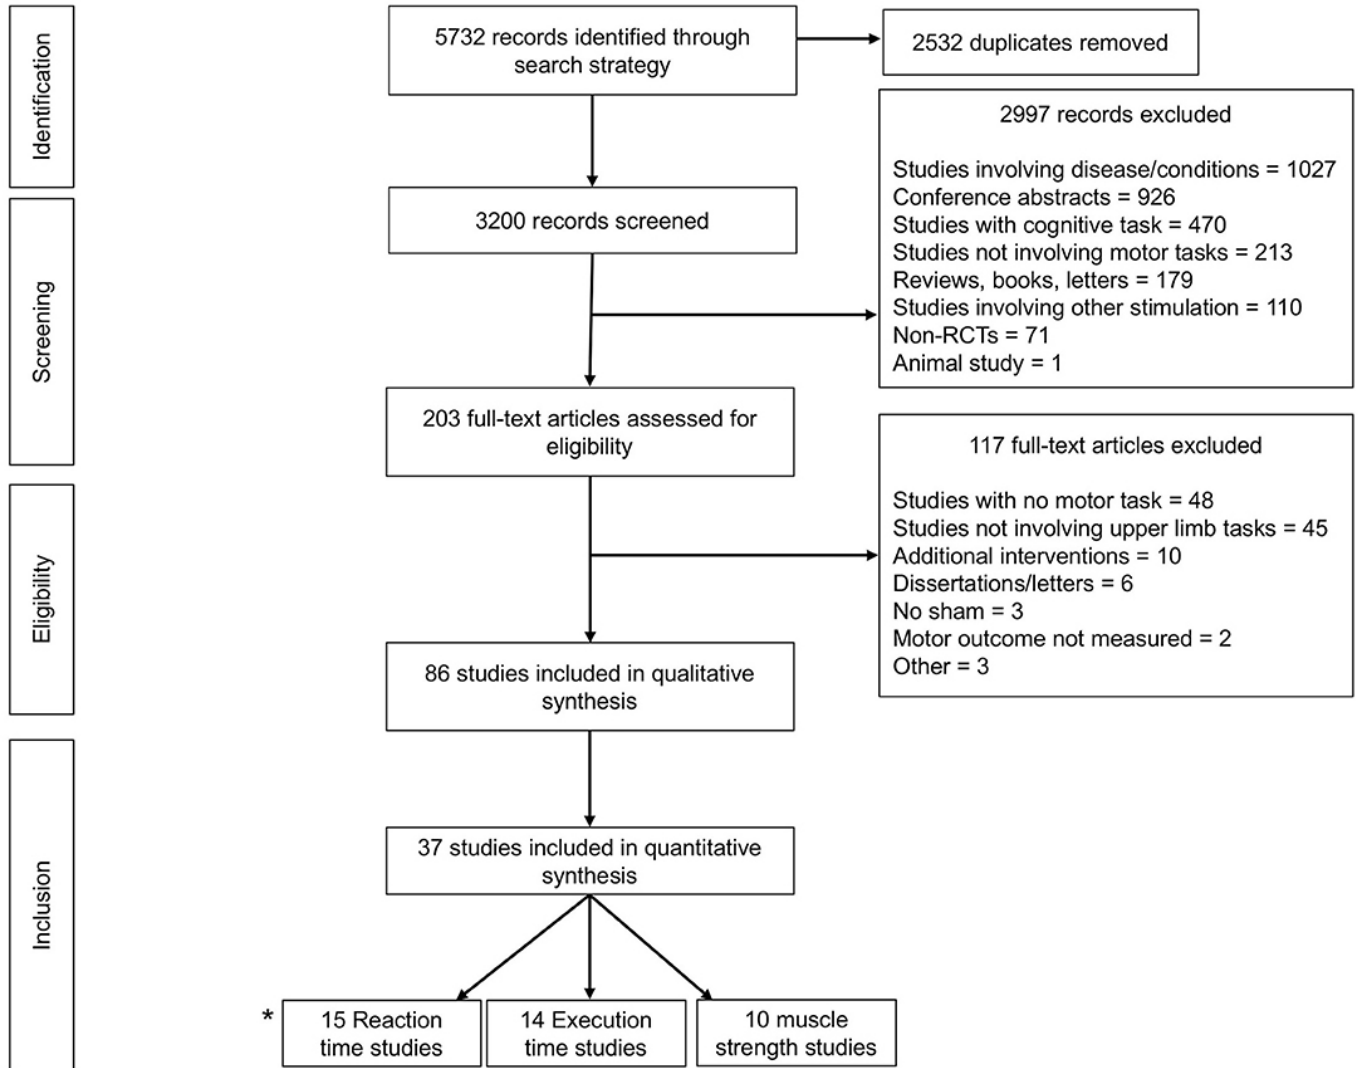 Identification
5732 records identified through
search strategy
2532 duplicates removed
2997 records excluded
Studies involving disease/conditions = 1027
Conference abstracts = 926
Studies with cognitive task = 470
Studies not involving motor tasks = 213
Reviews, books, letters = 179
Studies involving other stimulation = 110
Non-RCTs = 71
Animal study = 1
Screening
3200 records screened
203 full-text articles assessed for
eligibility
117 full-text articles excluded
Studies with no motor task = 48
Studies not involving upper limb tasks = 45
Additional interventions = 10
Dissertations/letters = 6
No sham = 3
Motor outcome not measured = 2
Other = 3
Eligibility
86 studies included in qualitative
synthesis
Inclusion
37 studies included in quantitative
synthesis
*
15 Reaction
time studies
14 Execution
time studies
10 muscle
strength studies